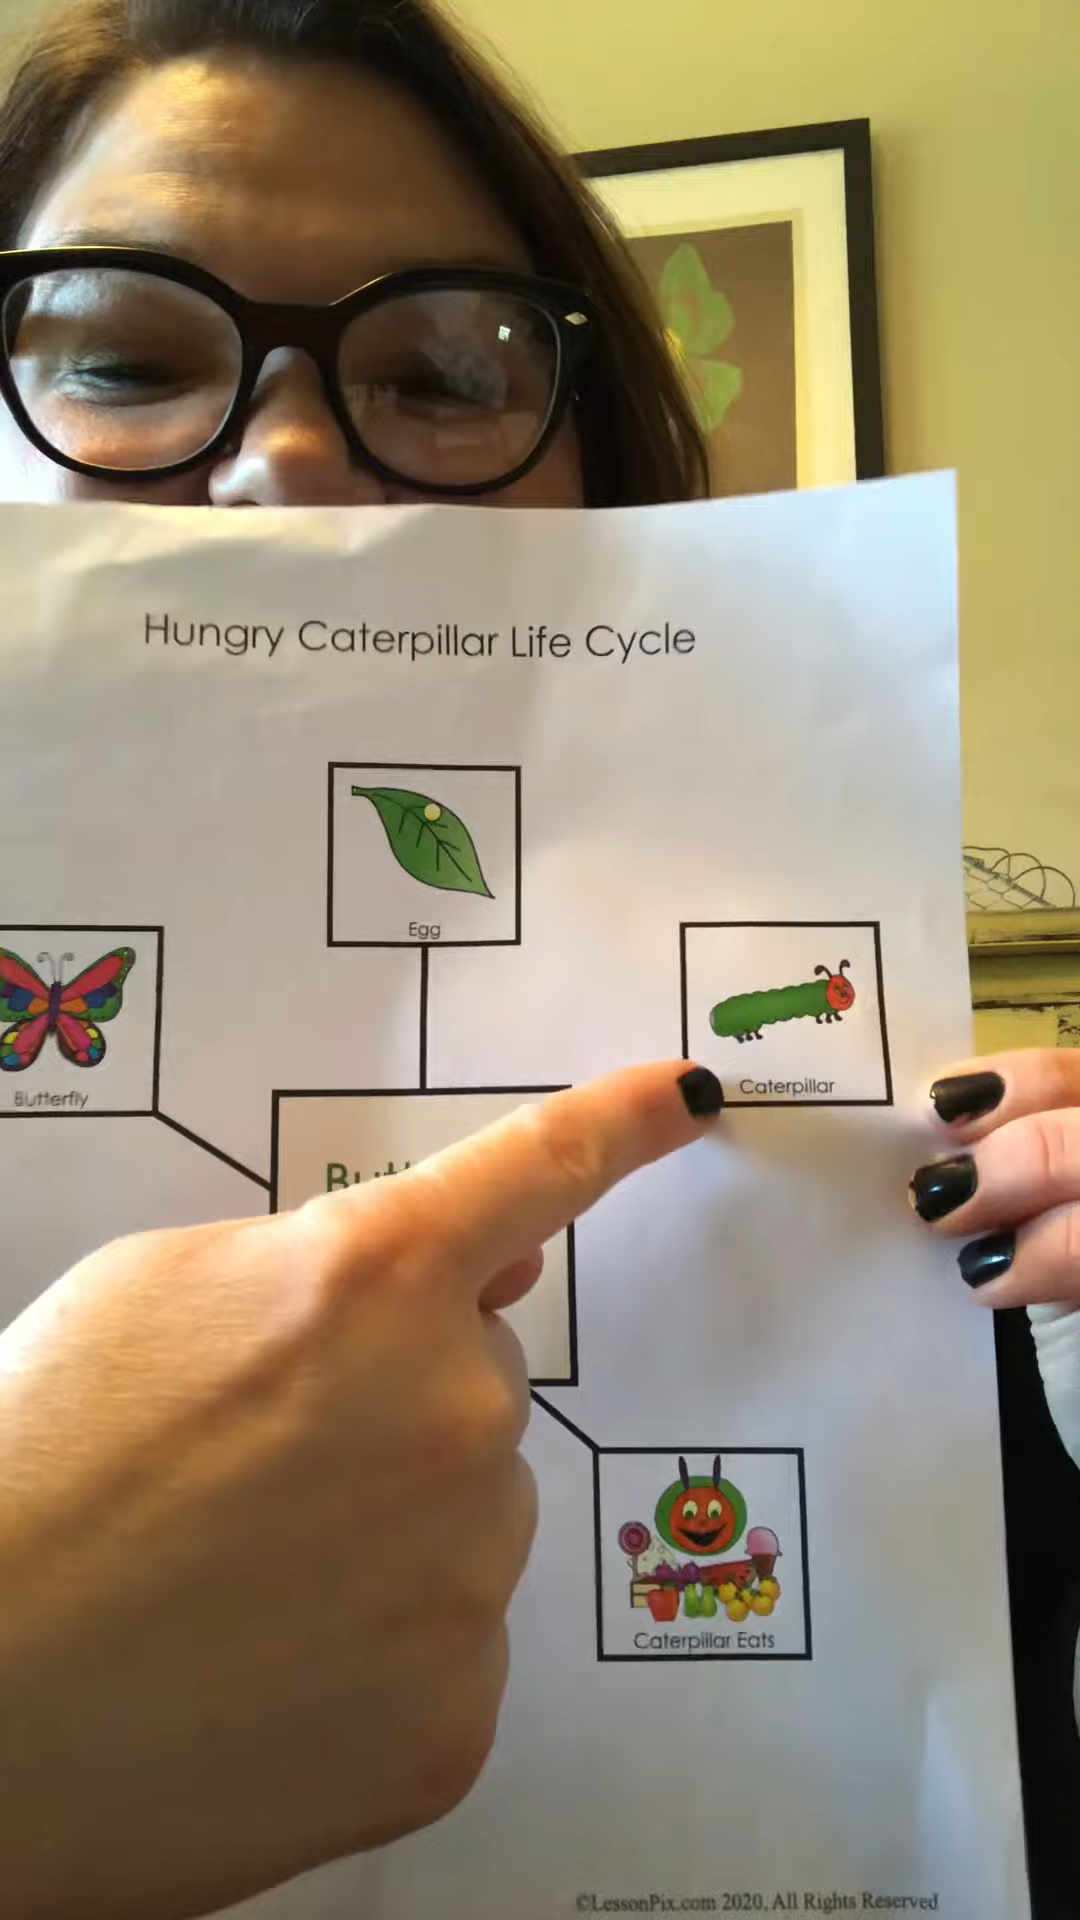 Hungry Caterpillar Life Cycle
Egg
Butterfly
Caterpillar
Caterpillar Eats
©LessonPix.com 2020, All Rights Reserved